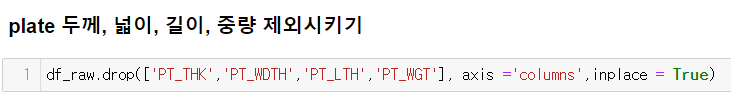 plate 두께, 넓이, 길이, 중량 제외시키기
1 df_raw.drop(['PT_THK','PT_WDTH','PT_LTH','PT_WGT'], axis ='columns',inplace = True)